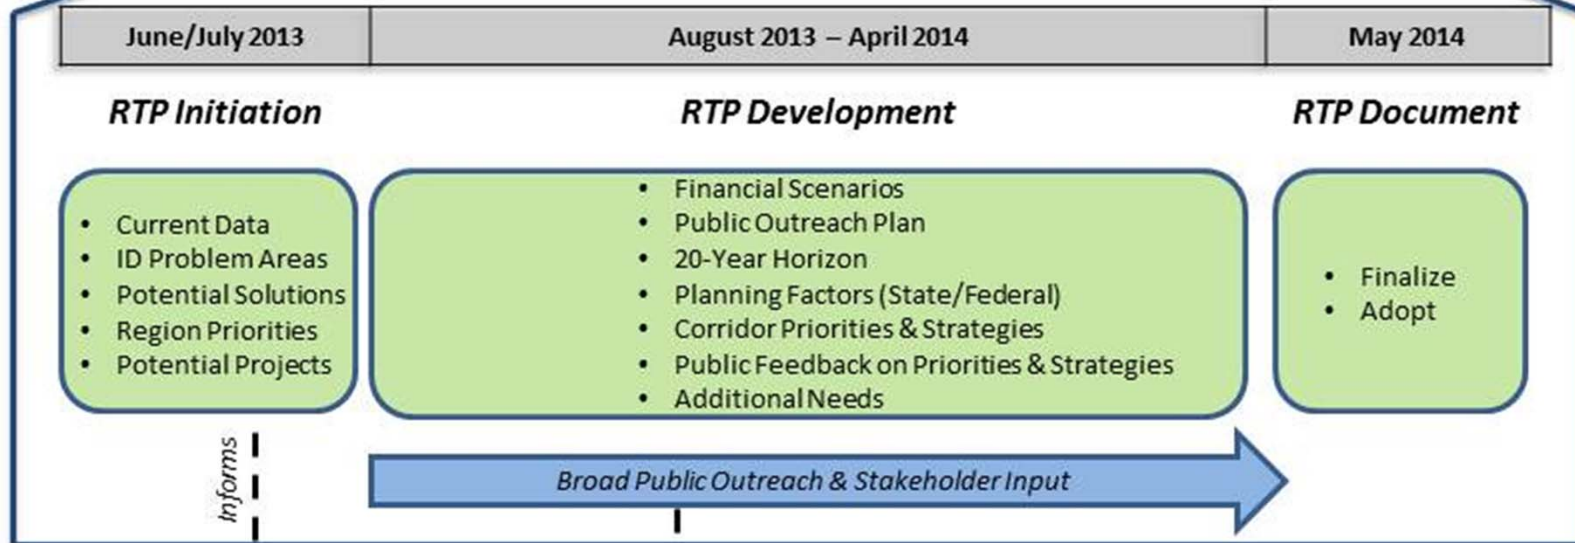 June/July 2013
August 2013 – April 2014
May 2014
RTP Initiation
RTP Development
RTP Document
• Current Data
• ID Problem Areas
• Potential Solutions
• Region Priorities
• Potential Projects
• Financial Scenarios
• Public Outreach Plan
• 20-Year Horizon
• Planning Factors (State/Federal)
• Corridor Priorities & Strategies
• Public Feedback on Priorities & Strategies
• Additional Needs
• Finalize
• Adopt
Informs
Broad Public Outreach & Stakeholder Input